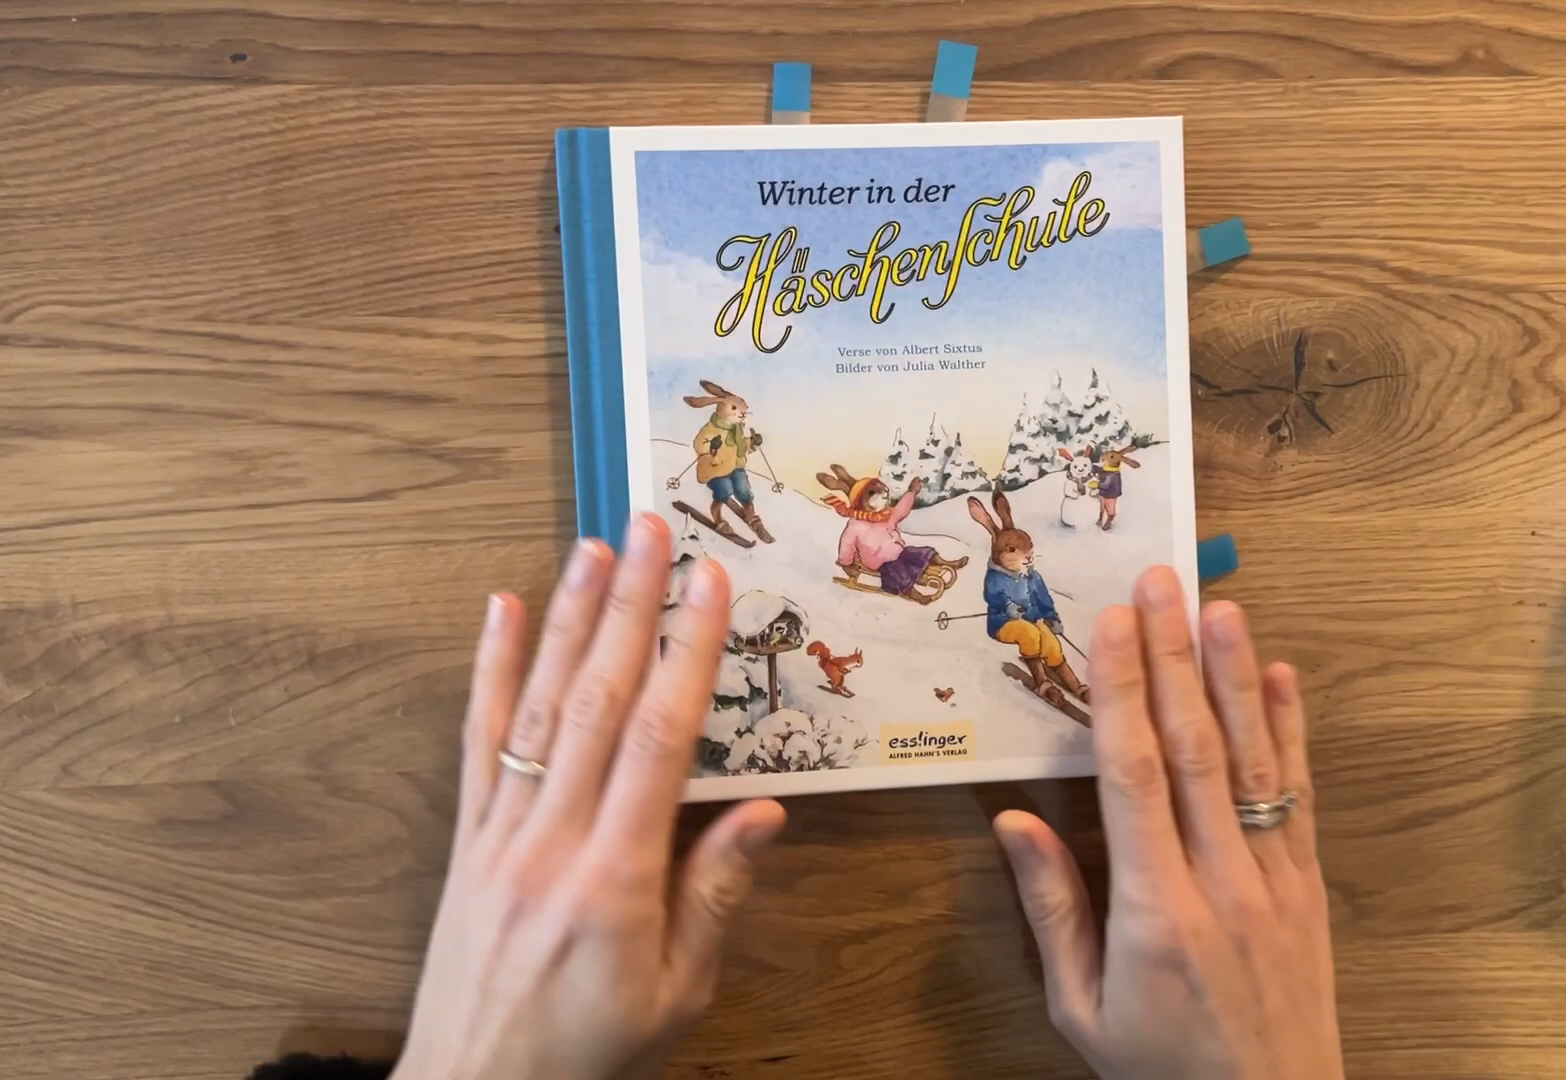 Winter in der
Häschenschule
Verse von Albert Sixtus
Bilder von Julia Walther
esslinger
ALFRED HAHN'S VERLAG